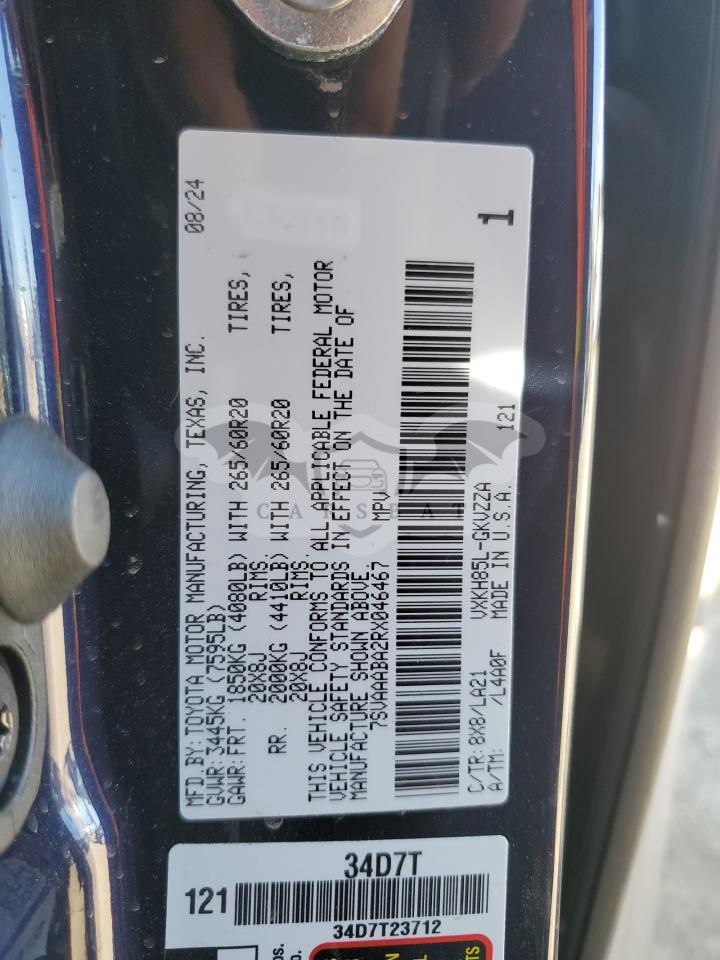 MFD BY: TOYOTA MOTOR MANUFACTURING, TEXAS, INC. 08/24
GVWR: 3445KG (7595LB)
GAWR: FRT. 1850KG (4080LB) WITH 265/60R20 TIRES,
20X8J RIMS
RR. 2000KG (4410LB) WITH 265/60R20 TIRES,
20X8J RIMS
THIS VEHICLE CONFORMS TO ALL APPLICABLE FEDERAL MOTOR
VEHICLE SAFETY STANDARDS IN EFFECT ON THE DATE OF
MANUFACTURE SHOWN ABOVE.
7SVAAABA2RX046467 MPV
1
C/TR: 8X8/LA21 VXKH85L-GKVZZA 121
A/TM: /L4A0F MADE IN U.S.A.
CARSBAT
34D7T
121
34D7T23712